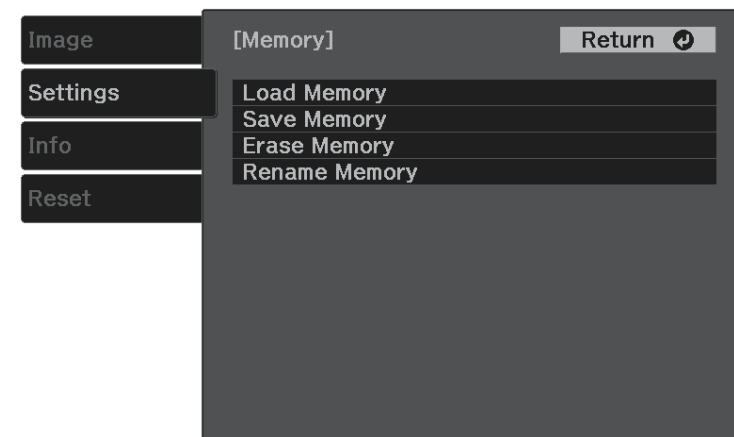 Image
Settings
Info
Reset
[Memory]
Return
Load Memory
Save Memory
Erase Memory
Rename Memory